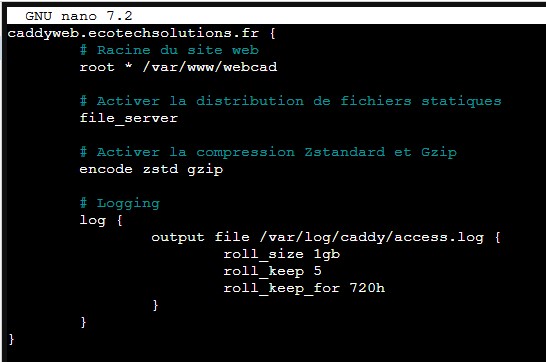 GNU nano 7.2
caddyweb.ecotechsolutions.fr {
# Racine du site web
root * /var/www/webcad
# Activer la distribution de fichiers statiques
file_server
# Activer la compression Zstandard et Gzip
encode zstd gzip
# Logging
log {
output file /var/log/caddy/access.log {
roll_size 1gb
roll_keep 5
roll_keep_for 720h
}
}
}